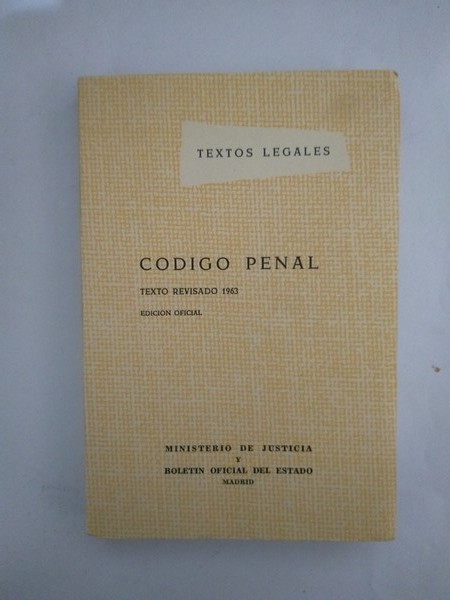 TEXTOS LEGALES
CODIGO PENAL
TEXTO REVISADO 1963
EDICION OFICIAL
MINISTERIO DE JUSTICIA
Y
BOLETIN OFICIAL DEL ESTADO
MADRID